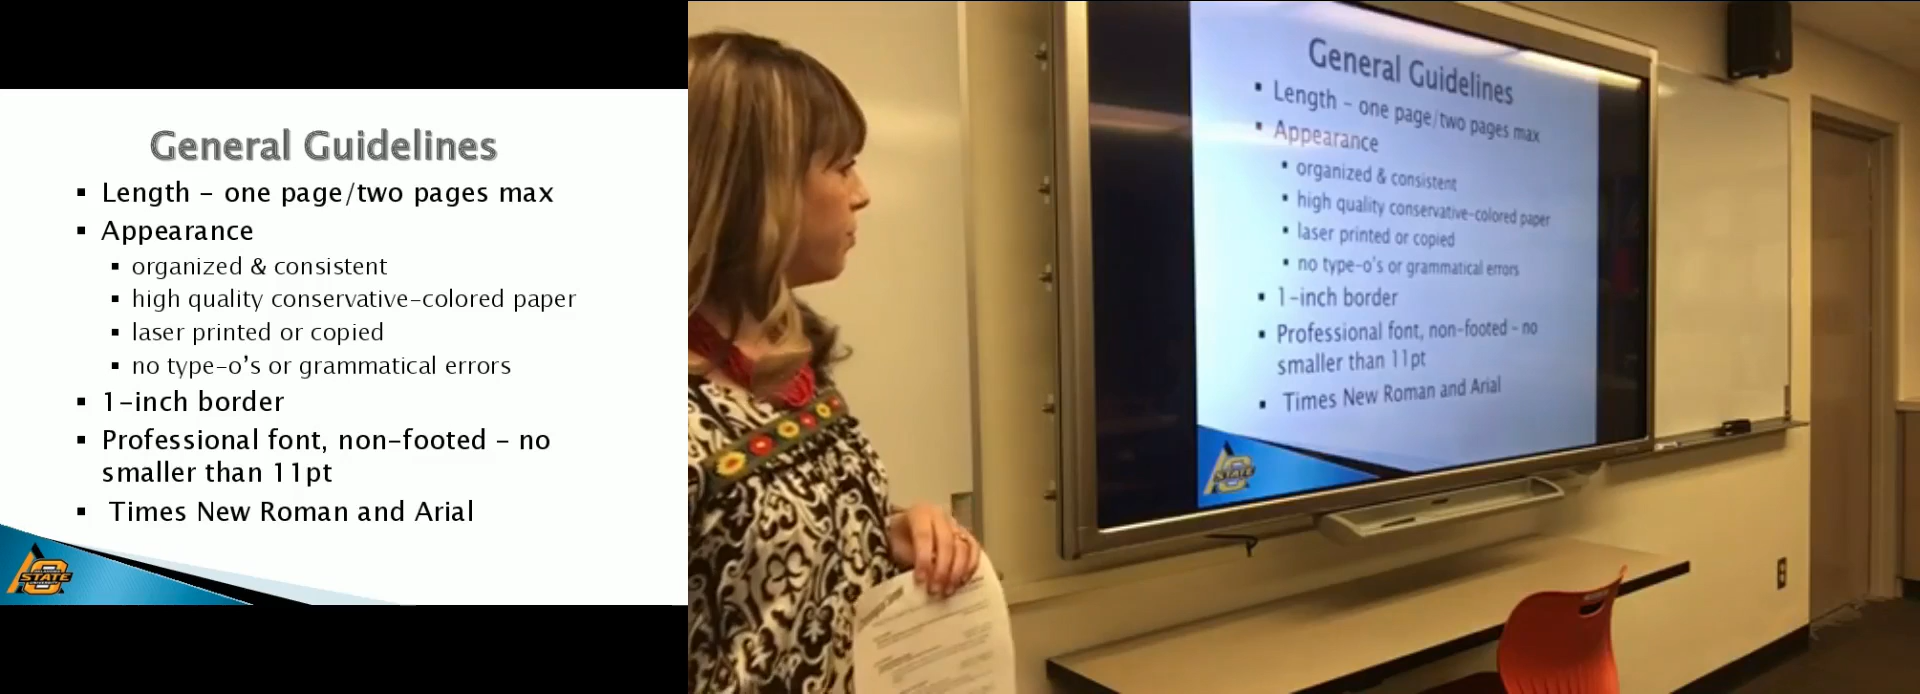 General Guidelines
▪ Length - one page/two pages max
▪ Appearance
▪ organized & consistent
▪ high quality conservative-colored paper
▪ laser printed or copied
▪ no type-o's or grammatical errors
▪ 1-inch border
▪ Professional font, non-footed - no
smaller than 11pt
▪ Times New Roman and Arial
STATE
General Guidelines
▪ Length - one page/two pages max
▪ Appearance
▪ organized & consistent
▪ high quality conservative-colored paper
▪ laser printed or copied
▪ no type-o's or grammatical errors
▪ 1-inch border
▪ Professional font, non-footed - no
smaller than 11pt
▪ Times New Roman and Arial
STATE